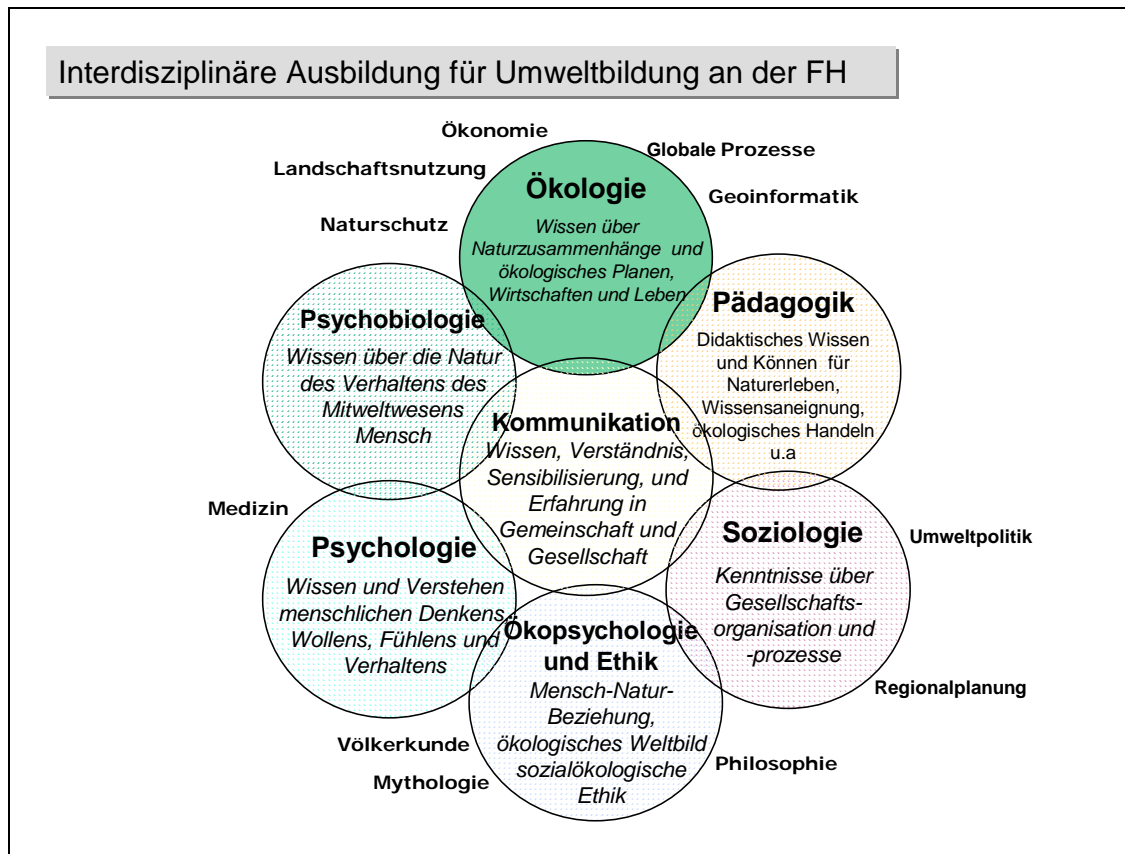 Interdisziplinäre Ausbildung für Umweltbildung an der FH
Ökonomie
Globale Prozesse
Landschaftsnutzung
Geoinformatik
Naturschutz
Ökologie
Wissen über
Naturzusammenhänge und
ökologisches Planen,
Wirtschaften und Leben
Psychobiologie
Wissen über die Natur
des Verhaltens des
Mitweltwesens
Mensch
Pädagogik
Didaktisches Wissen
und Können für
Naturerleben,
Wissensaneignung,
ökologisches Handeln
u.a
Kommunikation
Wissen, Verständnis,
Sensibilisierung, und
Erfahrung in
Gemeinschaft und
Gesellschaft
Medizin
Psychologie
Wissen und Verstehen
menschlichen Denkens,
Wollens, Fühlens und
Verhaltens
Soziologie
Kenntnisse über
Gesellschafts-
organisation und
-prozesse
Umweltpolitik
Regionalplanung
Ökopsychologie
und Ethik
Mensch-Natur-
Beziehung,
ökologisches Weltbild
sozialökologische
Ethik
Völkerkunde
Mythologie
Philosophie